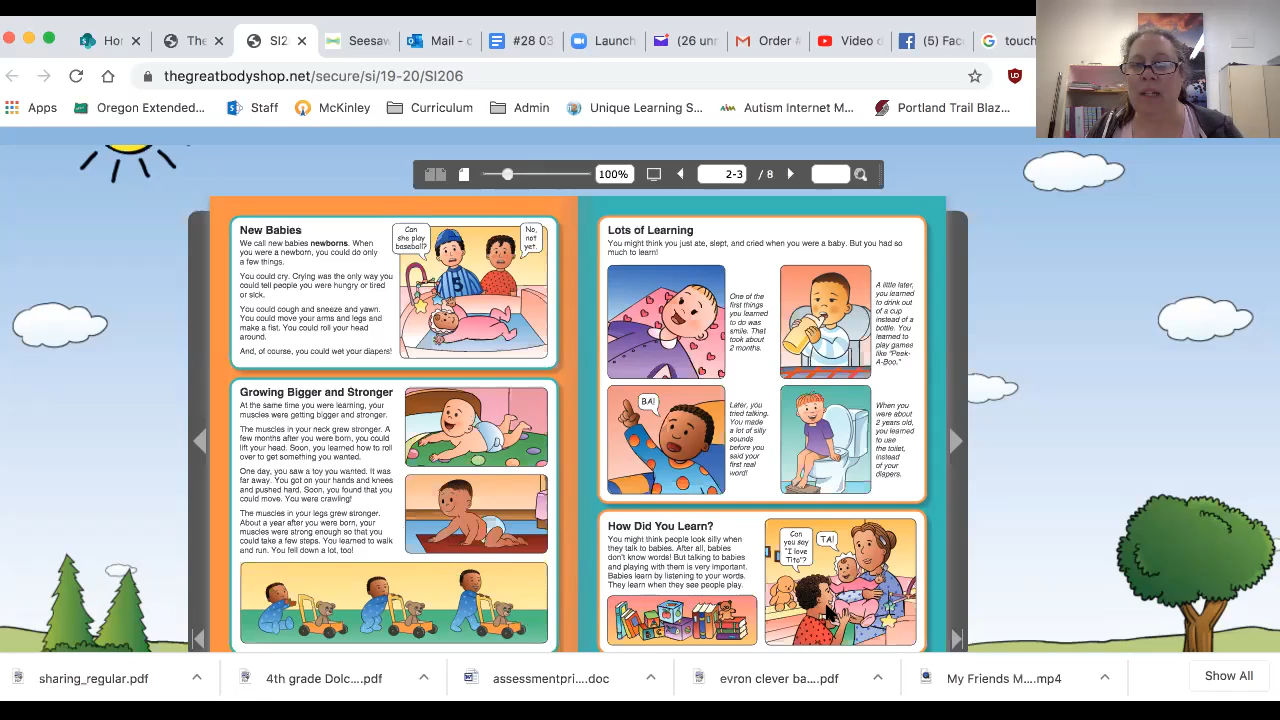 Ho
The
SI2
Seesaw
Mail - c
#28 03
Launch
(26 unr
Order #
Video d
(5) Fac
touch
thegreatbodyshop.net/secure/si/19-20/SI206
Apps
Oregon Extended...
Staff
McKinley
Curriculum
Admin
Unique Learning S...
Autism Internet M...
Portland Trail Blaz...
100%
2-3
/ 8
New Babies
We call new babies newborns. When
you were a newborn, you could do only
a few things.
You could cry. Crying was the only way you
could tell people you were hungry or tired
or sick.
You could cough and sneeze and yawn.
You could move your arms and legs and
make a fist. You could roll your head
around.
And, of course, you could wet your diapers!
Can
she play
baseball?
No,
not
yet.
Growing Bigger and Stronger
At the same time you were learning, your
muscles were getting bigger and stronger.
The muscles in your neck grew stronger. A
few months after you were born, you could
lift your head. Soon, you learned how to roll
over to get something you wanted.
One day, you saw a toy you wanted. It was
far away. You got on your hands and knees
and pushed hard. Soon, you found that you
could move. You were crawling!
The muscles in your legs grew stronger.
About a year after you were born, your
muscles were strong enough so that you
could take a few steps. You learned to walk
and run. You fell down a lot, too!
Lots of Learning
You might think you just ate, slept, and cried when you were a baby. But you had so
much to learn!
One of the
first things
you learned
to do was
smile. That
took about
2 months.
A little later,
you learned
to drink out
of a cup
instead of a
bottle. You
learned to
play games
like "Peek-
A-Boo."
BA!
Later, you
tried talking.
You made
a lot of silly
sounds
before you
said your
first real
word!
When you
were about
2 years old,
you learned
to use
the toilet,
instead
of your
diapers.
How Did You Learn?
You might think people look silly when
they talk to babies. After all, babies
don't know words! But talking to babies
and playing with them is very important.
Babies learn by listening to your words.
They learn when they see people play.
Can
you say
"I love
Tito"?
TA!
sharing_regular.pdf
4th grade Dolc....pdf
assessmentpri....doc
evron clever ba....pdf
My Friends M....mp4
Show All